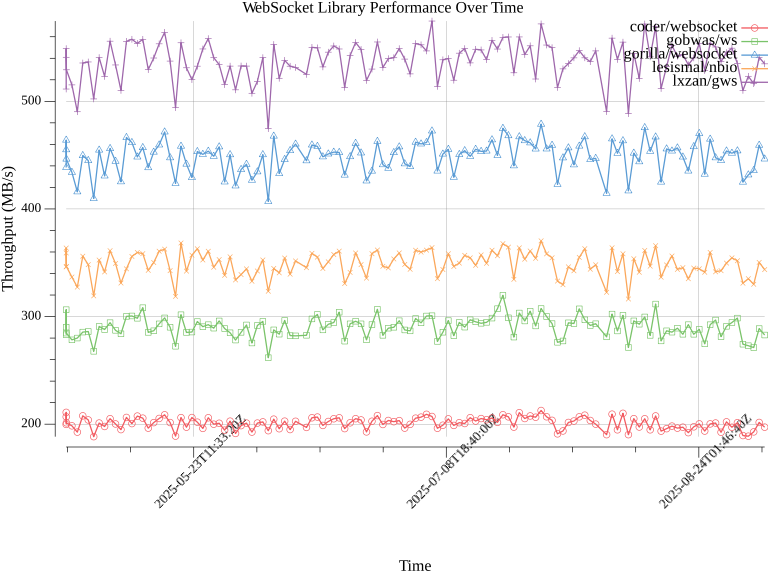 WebSocket Library Performance Over Time
coder/websocket
gobwas/ws
gorilla/websocket
lesismal/nbio
lxzan/gws
Throughput (MB/s)
500
400
300
200
2025-05-23T11:33:20Z
2025-07-08T18:40:00Z
2025-08-24T01:46:40Z
Time